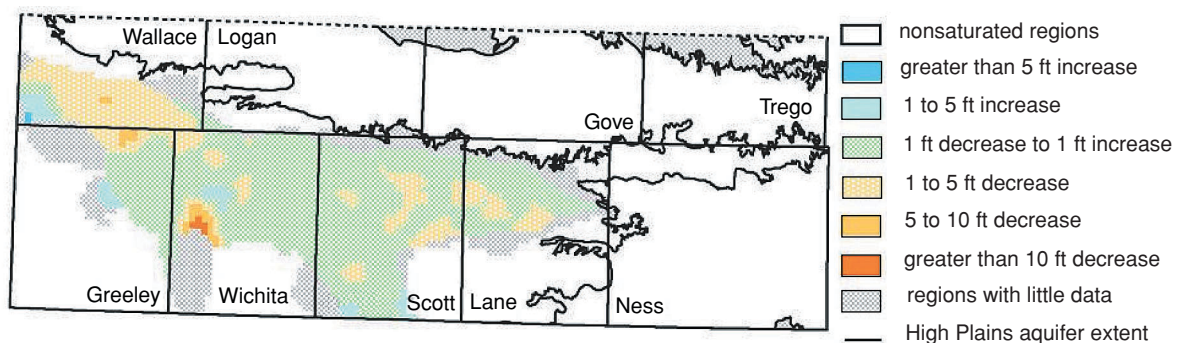 Wallace
Logan
Gove
Trego
Greeley
Wichita
Scott
Lane
Ness
nonsaturated regions
greater than 5 ft increase
1 to 5 ft increase
1 ft decrease to 1 ft increase
1 to 5 ft decrease
5 to 10 ft decrease
greater than 10 ft decrease
regions with little data
High Plains aquifer extent